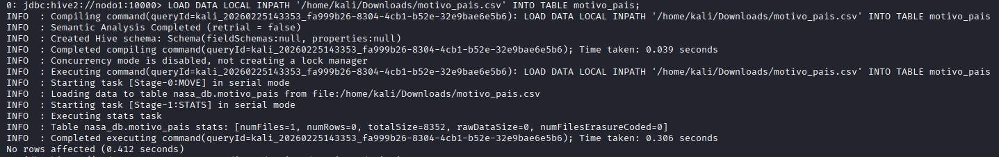 0: jdbc:hive2://nodo1:10000> LOAD DATA LOCAL INPATH '/home/kali/Downloads/motivo_pais.csv' INTO TABLE motivo_pais;
INFO  : Compiling command(queryId=kali_20260225143353_fa999b26-8304-4cb1-b52e-32e9bae6e5b6): LOAD DATA LOCAL INPATH '/home/kali/Downloads/motivo_pais.csv' INTO TABLE motivo_pais
INFO  : Semantic Analysis Completed (retrial = false)
INFO  : Created Hive schema: Schema(fieldSchemas:null, properties:null)
INFO  : Completed compiling command(queryId=kali_20260225143353_fa999b26-8304-4cb1-b52e-32e9bae6e5b6); Time taken: 0.039 seconds
INFO  : Concurrency mode is disabled, not creating a lock manager
INFO  : Executing command(queryId=kali_20260225143353_fa999b26-8304-4cb1-b52e-32e9bae6e5b6): LOAD DATA LOCAL INPATH '/home/kali/Downloads/motivo_pais.csv' INTO TABLE motivo_pais
INFO  : Starting task [Stage-0:MOVE] in serial mode
INFO  : Loading data to table nasa_db.motivo_pais from file:/home/kali/Downloads/motivo_pais.csv
INFO  : Starting task [Stage-1:STATS] in serial mode
INFO  : Executing stats task
INFO  : Table nasa_db.motivo_pais stats: [numFiles=1, numRows=0, totalSize=8352, rawDataSize=0, numFilesErasureCoded=0]
INFO  : Completed executing command(queryId=kali_20260225143353_fa999b26-8304-4cb1-b52e-32e9bae6e5b6); Time taken: 0.306 seconds
No rows affected (0.412 seconds)